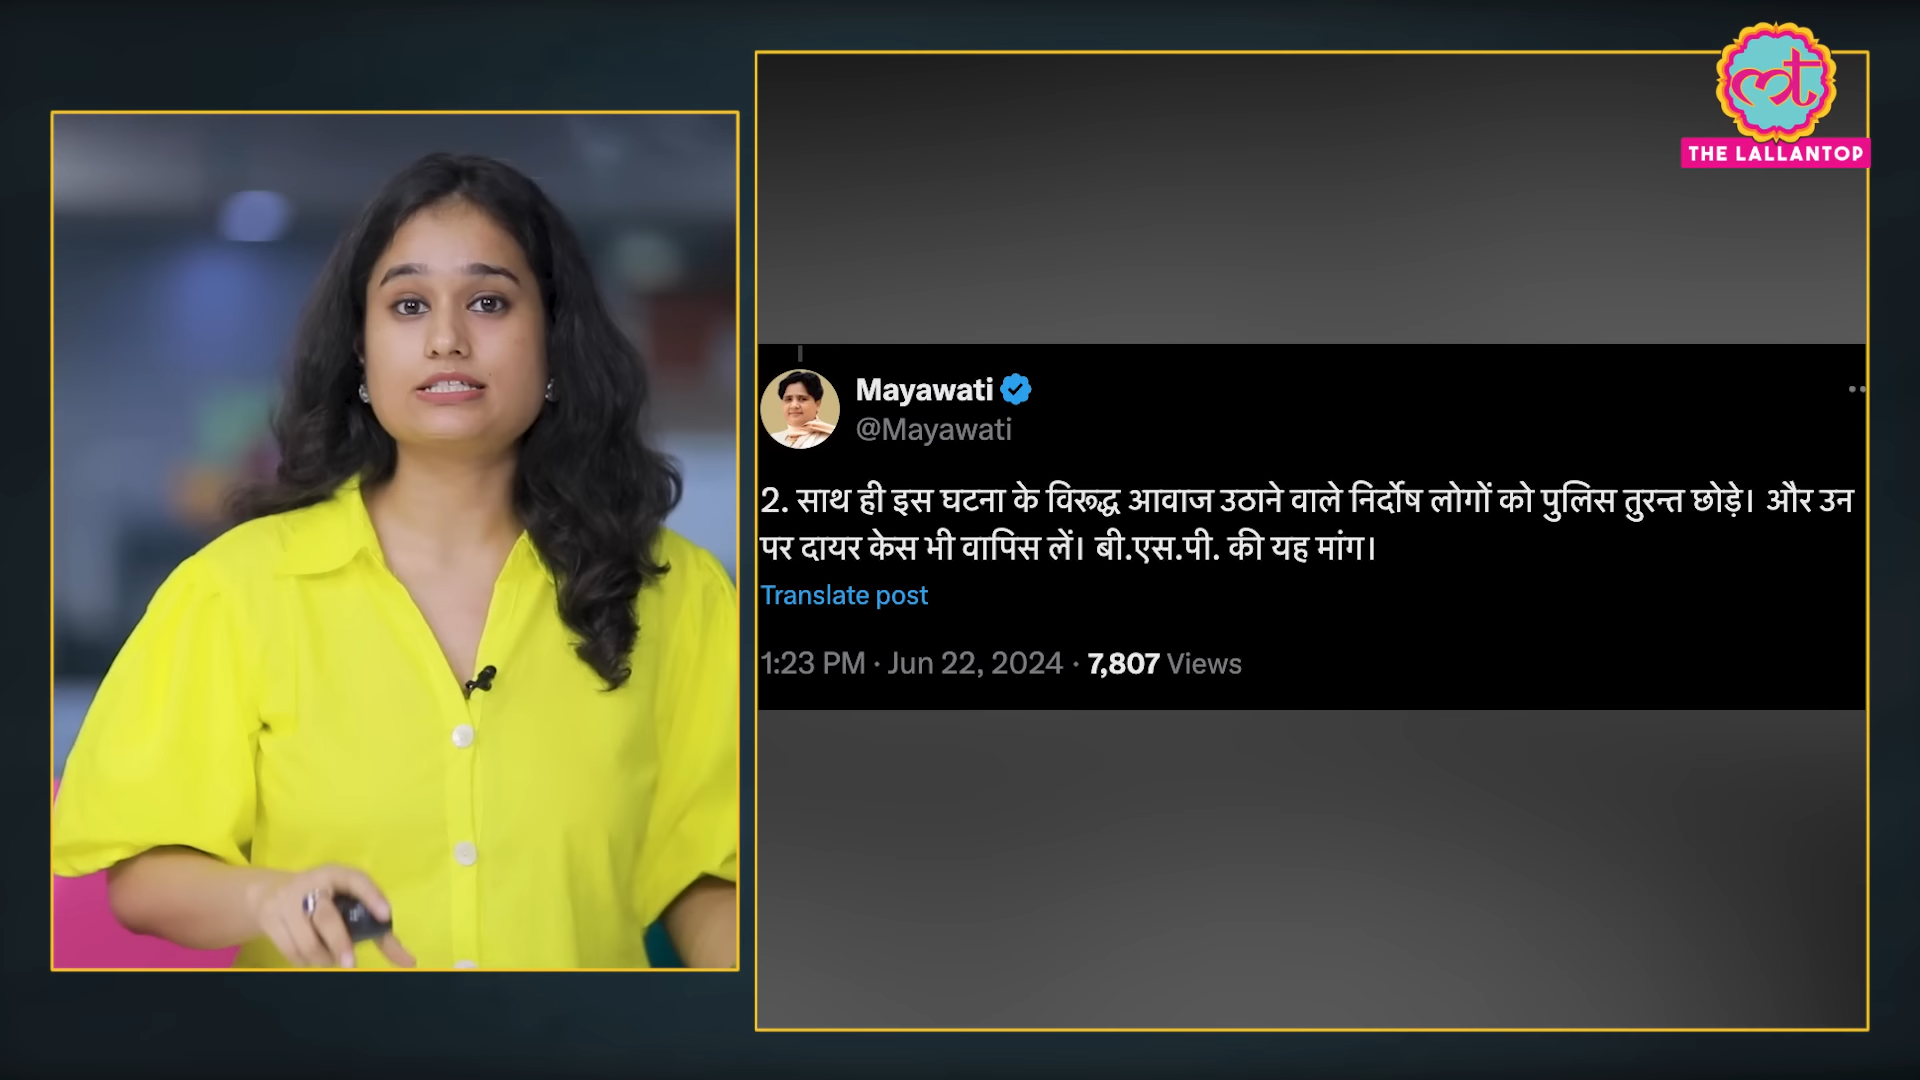 THE LALLANTOP
Mayawati
@Mayawati
2. साथ ही इस घटना के विरूद्ध आवाज उठाने वाले निर्दोष लोगों को पुलिस तुरन्त छोड़े। और उन
पर दायर केस भी वापिस लें। बी.एस.पी. की यह मांग।
Translate post
1:23 PM · Jun 22, 2024 · 7,807 Views